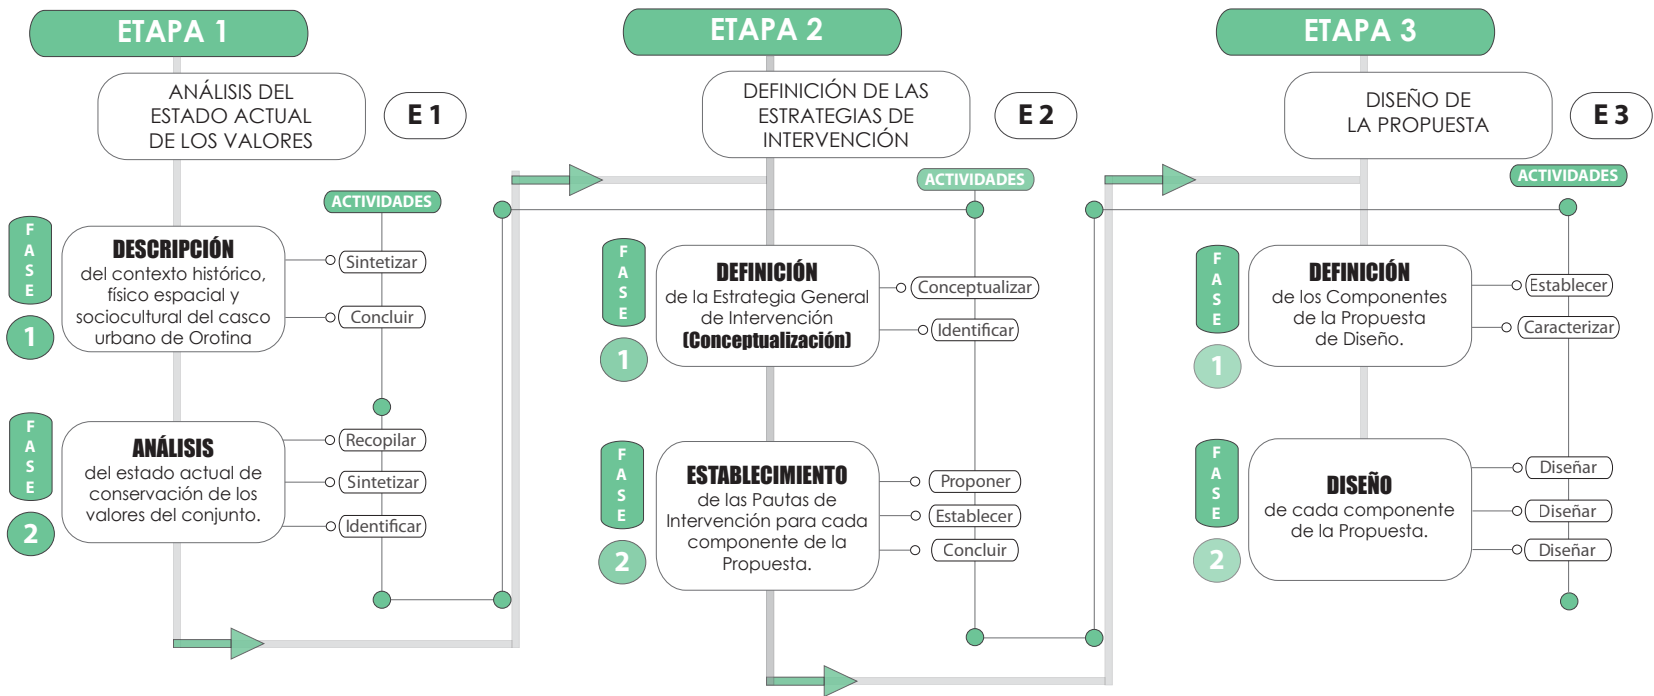 ETAPA 1
ANÁLISIS DEL
ESTADO ACTUAL
DE LOS VALORES
E 1
ACTIVIDADES
FASE
1
DESCRIPCIÓN
del contexto histórico,
físico espacial y
sociocultural del casco
urbano de Orotina
Sintetizar
Concluir
FASE
2
ANÁLISIS
del estado actual de
conservación de los
valores del conjunto.
Recopilar
Sintetizar
Identificar
ETAPA 2
DEFINICIÓN DE LAS
ESTRATEGIAS DE
INTERVENCIÓN
E 2
ACTIVIDADES
FASE
1
DEFINICIÓN
de la Estrategia General
de Intervención
(Conceptualización)
Conceptualizar
Identificar
FASE
2
ESTABLECIMIENTO
de las Pautas de
Intervención para cada
componente de la
Propuesta.
Proponer
Establecer
Concluir
ETAPA 3
DISEÑO DE
LA PROPUESTA
E 3
ACTIVIDADES
FASE
1
DEFINICIÓN
de los Componentes
de la Propuesta
de Diseño.
Establecer
Caracterizar
FASE
2
DISEÑO
de cada componente
de la Propuesta.
Diseñar
Diseñar
Diseñar